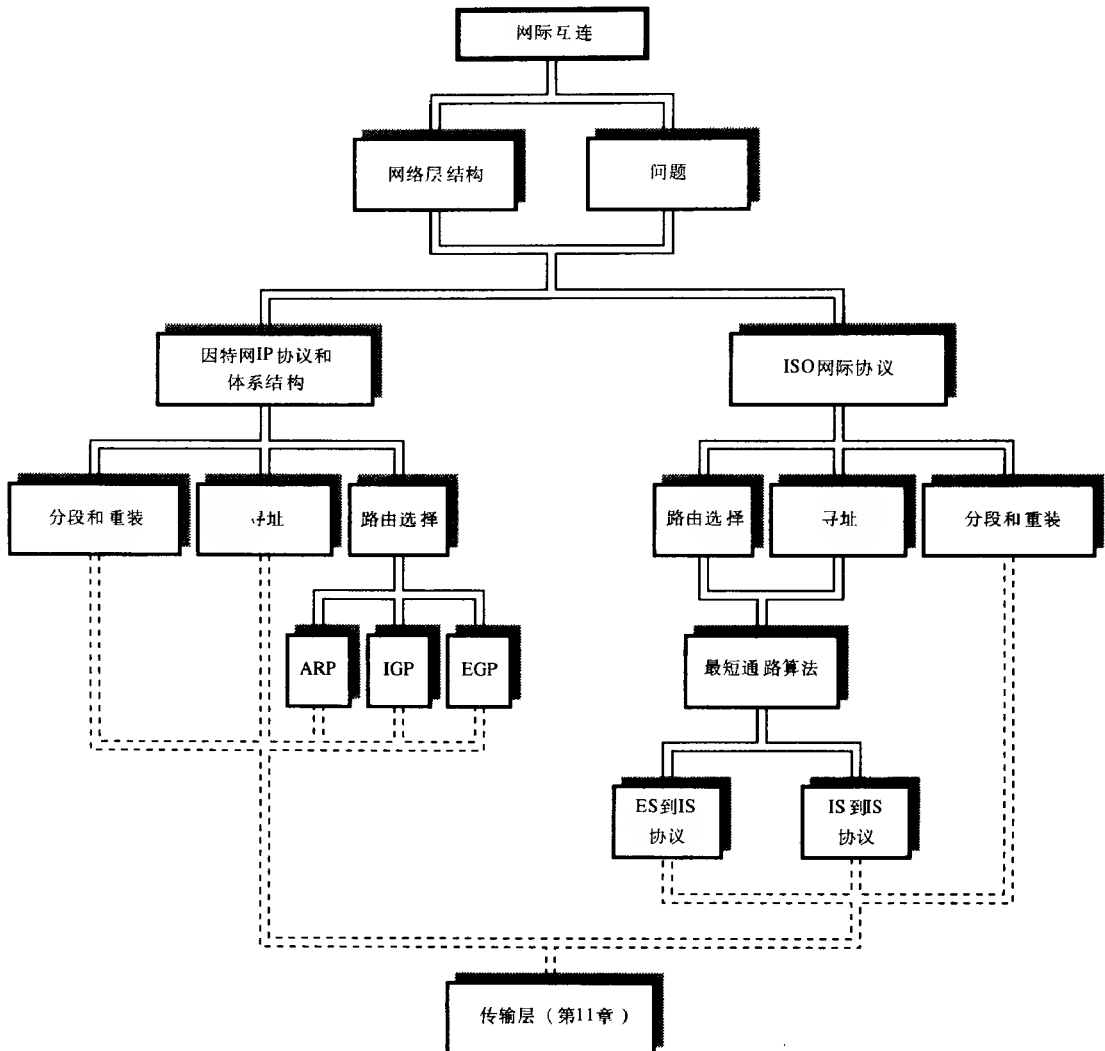 网际互连
网络层结构
问题
因特网IP协议和
体系结构
ISO网际协议
分段和重装
寻址
路由选择
路由选择
寻址
分段和重装
ARP
IGP
EGP
最短通路算法
ES到IS
协议
IS到IS
协议
传输层（第11章）